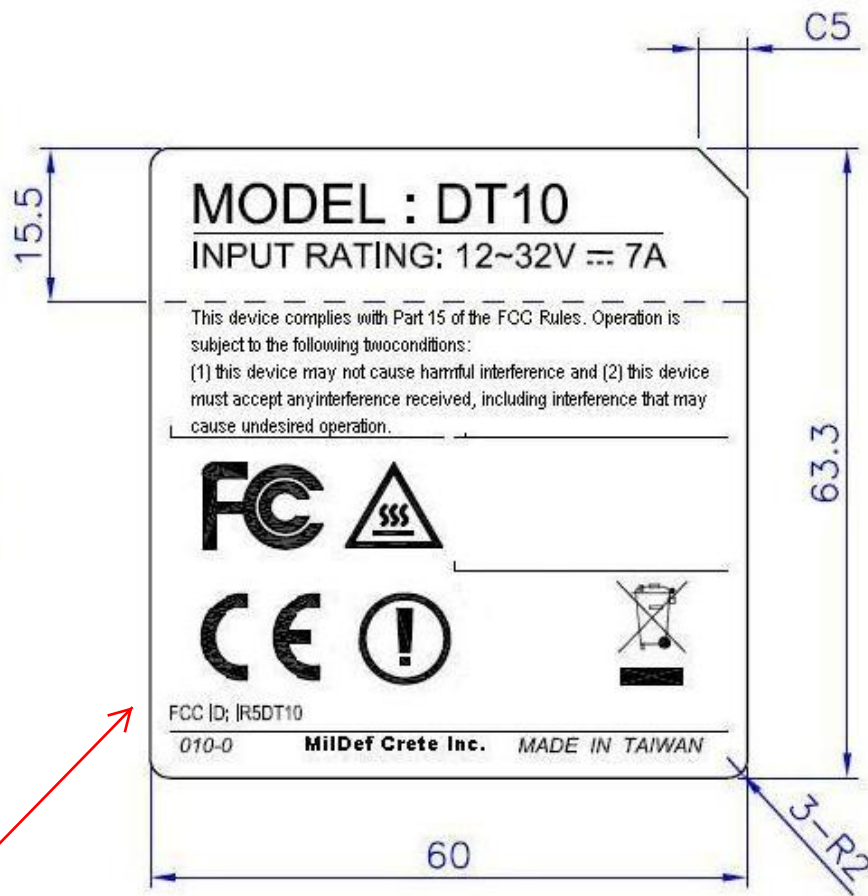 C5
15.5
MODEL : DT10
INPUT RATING: 12~32V ⎓ 7A
This device complies with Part 15 of the FCC Rules. Operation is
subject to the following twoconditions:
(1) this device may not cause harmful interference and (2) this device
must accept anyinterference received, including interference that may
cause undesired operation.
63.3
FC
CE
FCC ID; IR5DT10
010-0 MilDef Crete Inc. MADE IN TAIWAN
60
3-R2